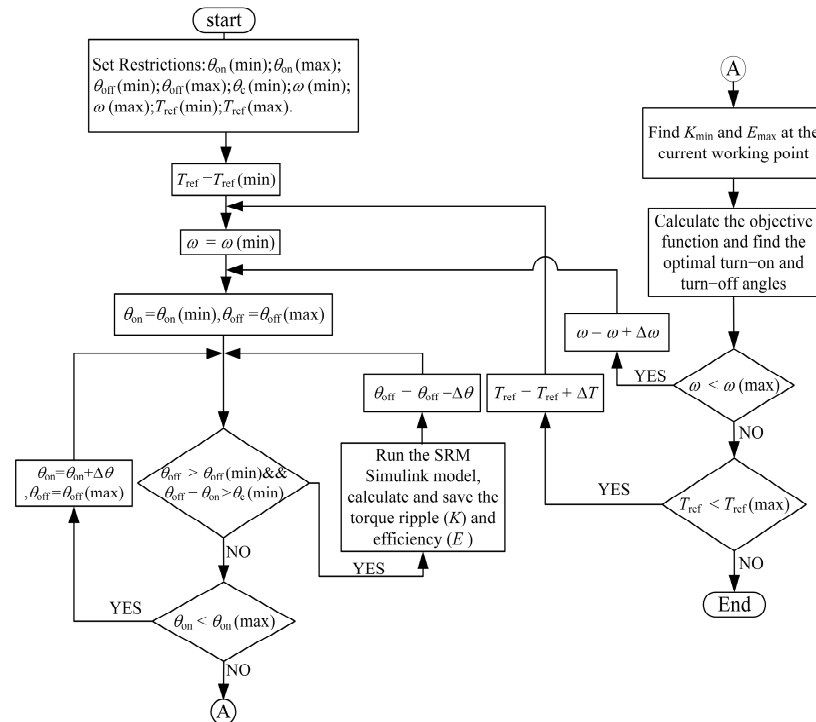 start
Set Restrictions:θon(min);θon(max);
θoff(min);θoff(max);θc(min);ω(min);
ω(max);Tref(min);Tref(max).
Tref−Tref(min)
ω = ω(min)
θon=θon(min),θoff=θoff(max)
θoff > θoff(min)&&
θoff − θon>θc(min)
YES
Run the SRM
Simulink model,
calculate and save the
torque ripple (K) and
efficiency (E )
θoff − θoff−Δθ
NO
θon < θon(max)
YES
θon=θon+Δθ
,θoff=θoff(max)
NO
A
A
Find Kmin and Emax at the
current working point
Calculate the objective
function and find the
optimal turn−on and
turn−off angles
ω < ω(max)
YES
ω− ω + Δω
NO
Tref < Tref(max)
YES
Tref − Tref + ΔT
NO
End